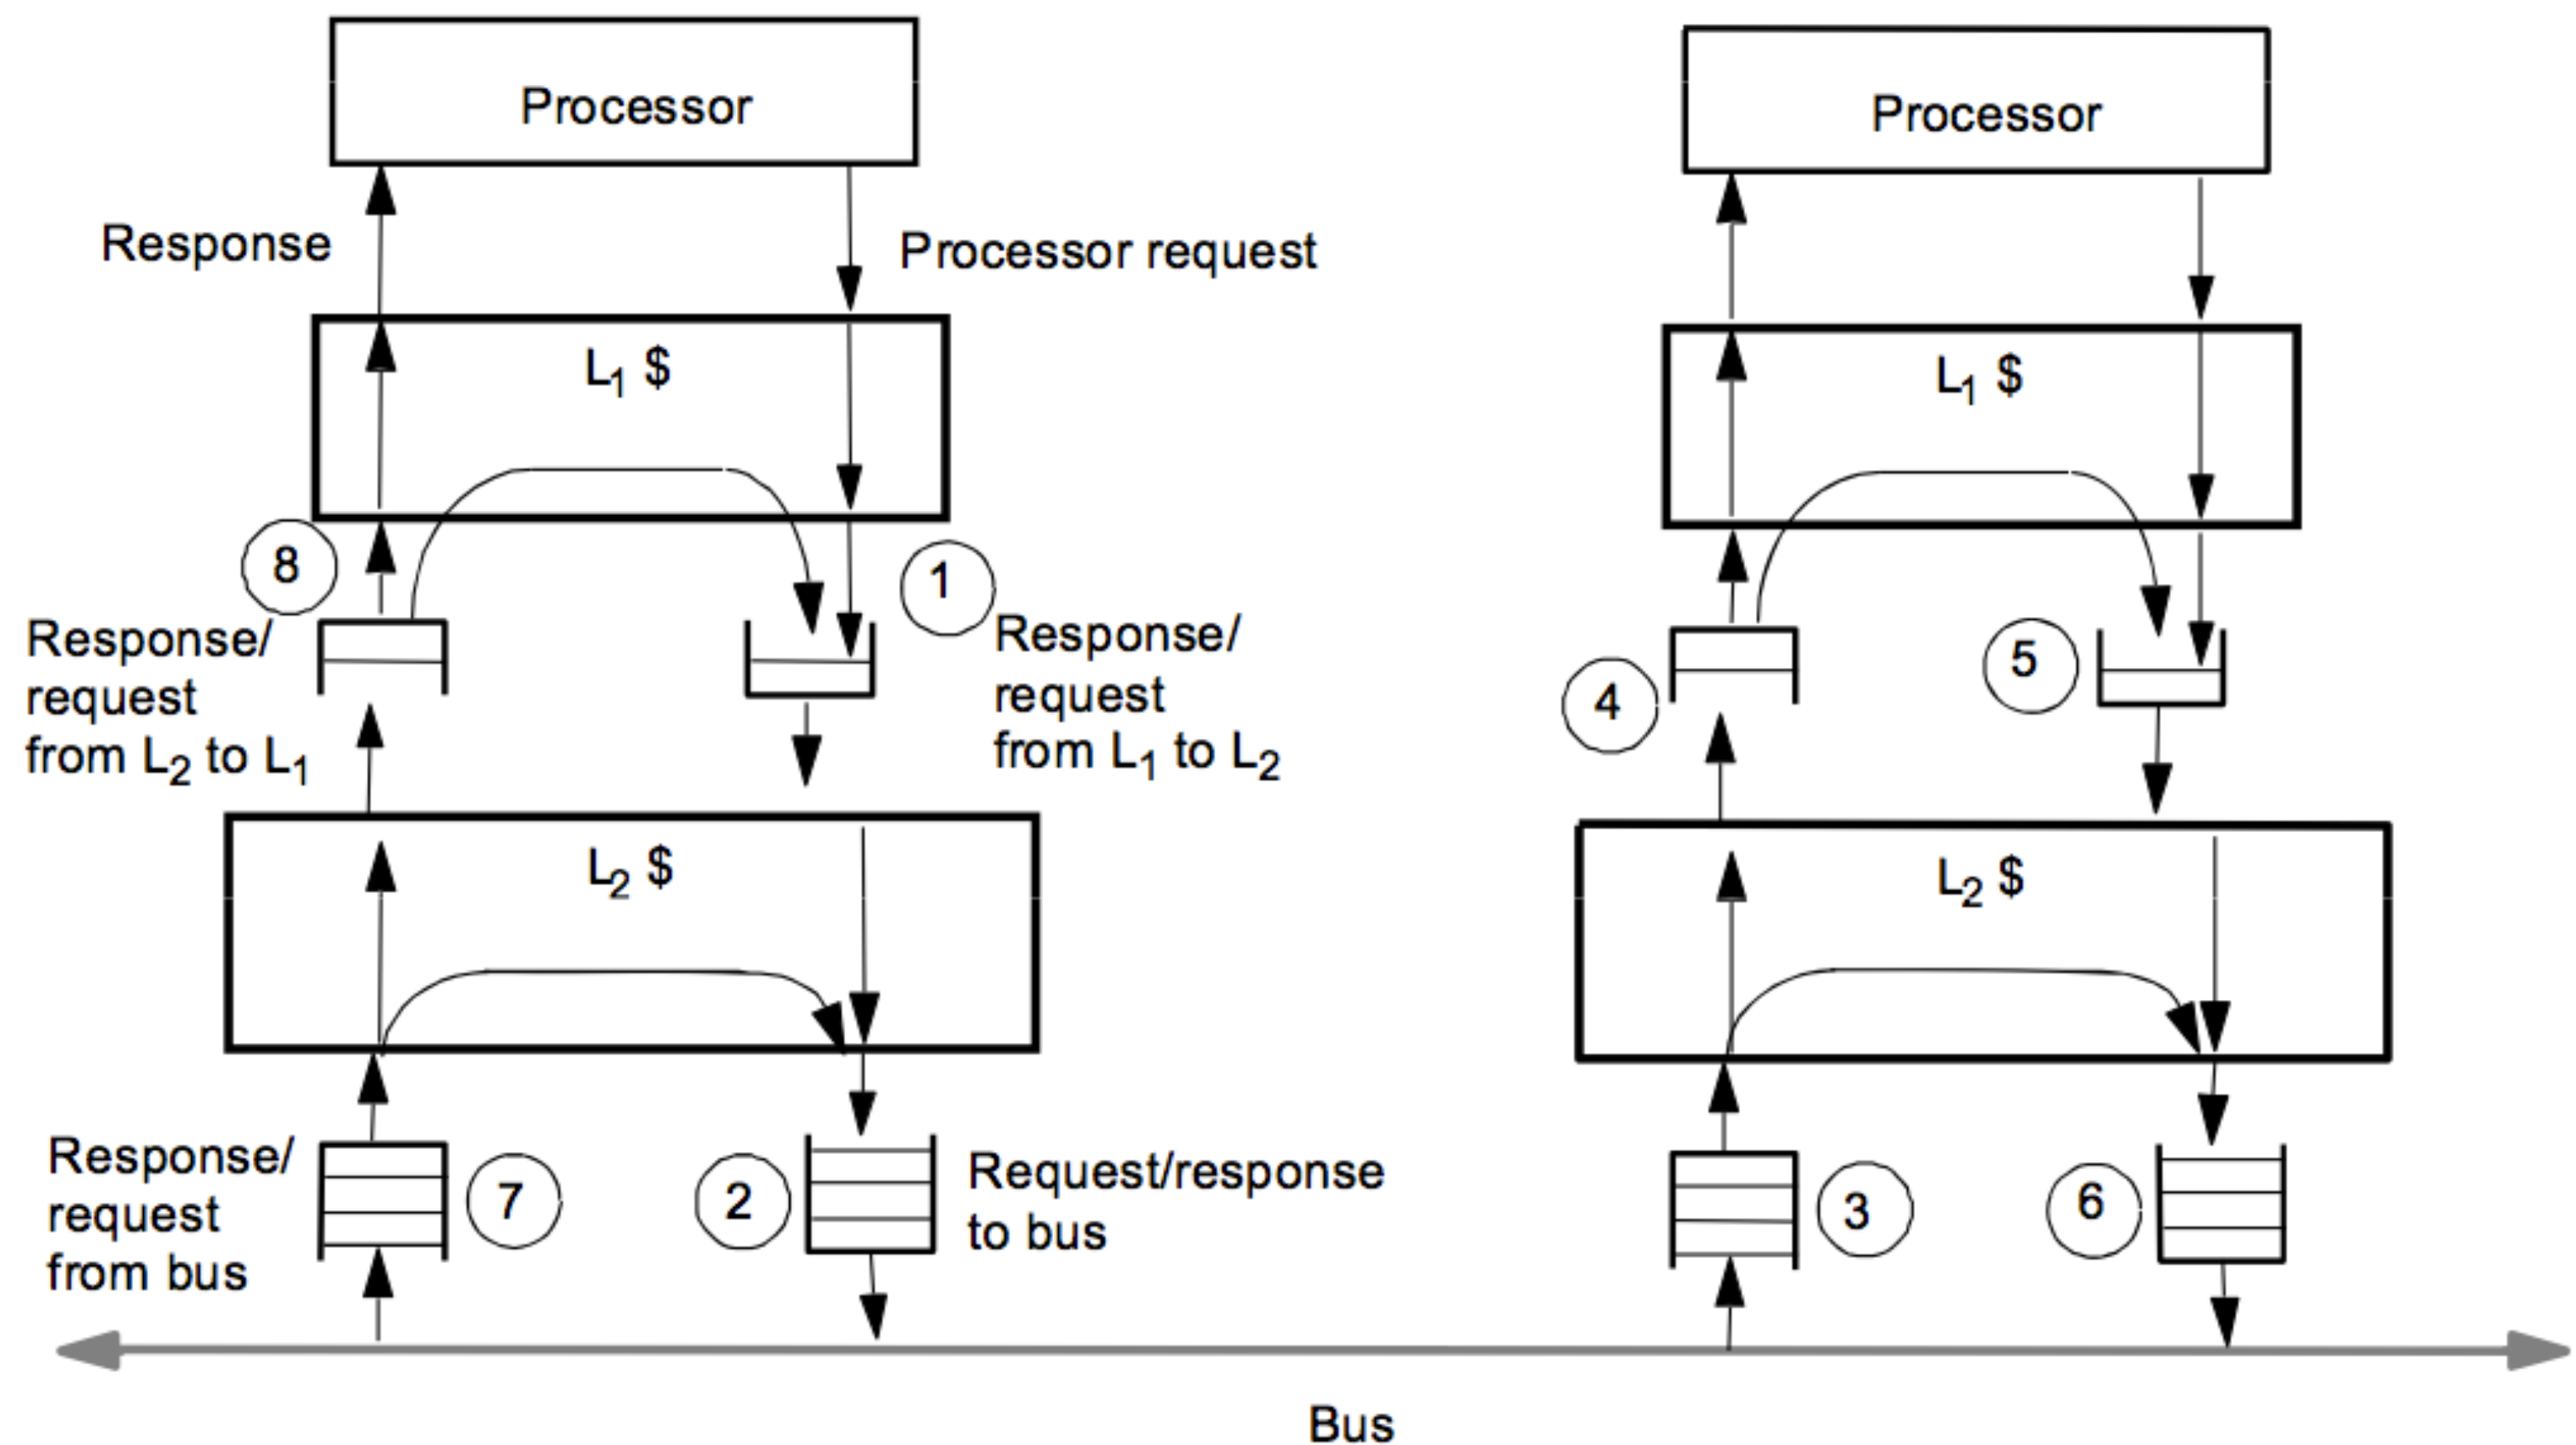 Processor
Response
Processor request
L1 $
8
1
Response/
request
from L2 to L1
Response/
request
from L1 to L2
L2 $
Response/
request
from bus
7
2
Request/response
to bus
Processor
L1 $
4
5
L2 $
3
6
Bus